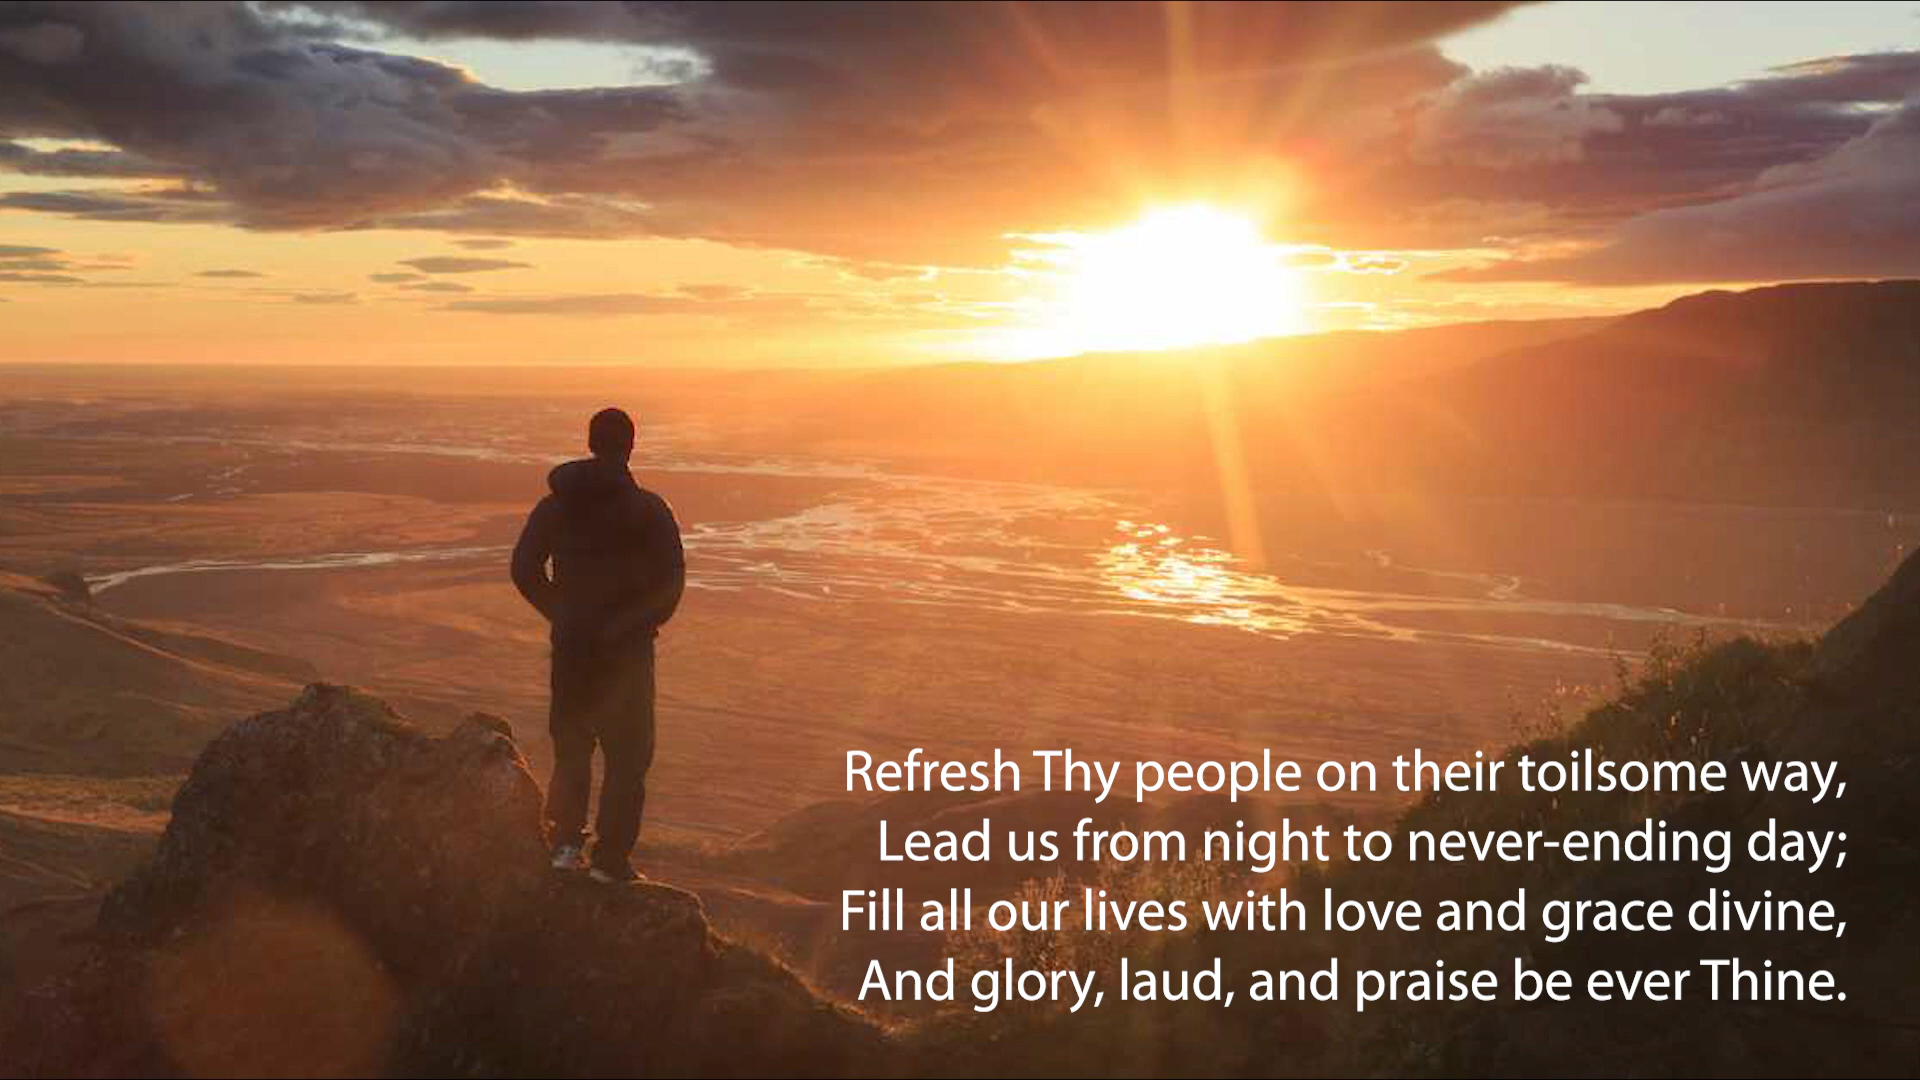 Refresh Thy people on their toilsome way,
Lead us from night to never-ending day;
Fill all our lives with love and grace divine,
And glory, laud, and praise be ever Thine.